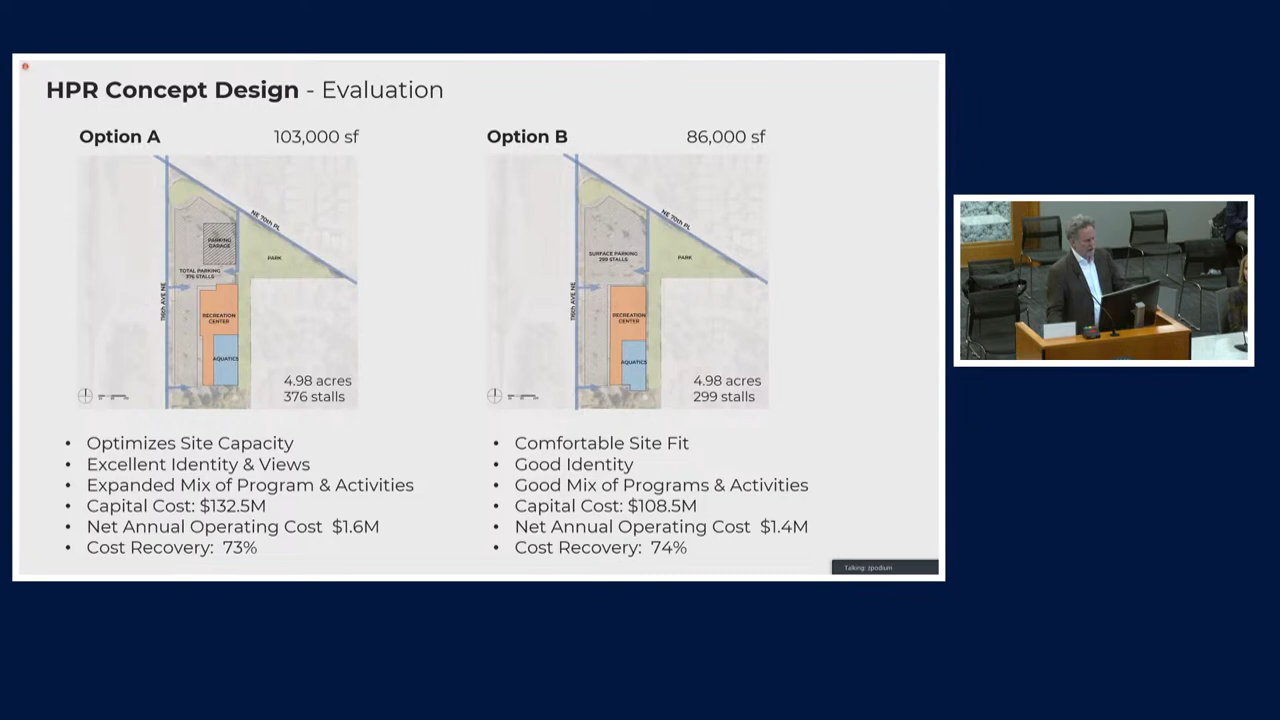 HPR Concept Design - Evaluation
Option A 103,000 sf
NE 70th PL
PARKING
GARAGE
PARK
TOTAL PARKING
376 STALLS
116th AVE NE
RECREATION
CENTER
AQUATICS
4.98 acres
376 stalls
• Optimizes Site Capacity
• Excellent Identity & Views
• Expanded Mix of Program & Activities
• Capital Cost: $132.5M
• Net Annual Operating Cost $1.6M
• Cost Recovery: 73%
Option B 86,000 sf
NE 70th PL
SURFACE PARKING
299 STALLS
PARK
116th AVE NE
RECREATION
CENTER
AQUATICS
4.98 acres
299 stalls
• Comfortable Site Fit
• Good Identity
• Good Mix of Programs & Activities
• Capital Cost: $108.5M
• Net Annual Operating Cost $1.4M
• Cost Recovery: 74%
Talking: zpodium